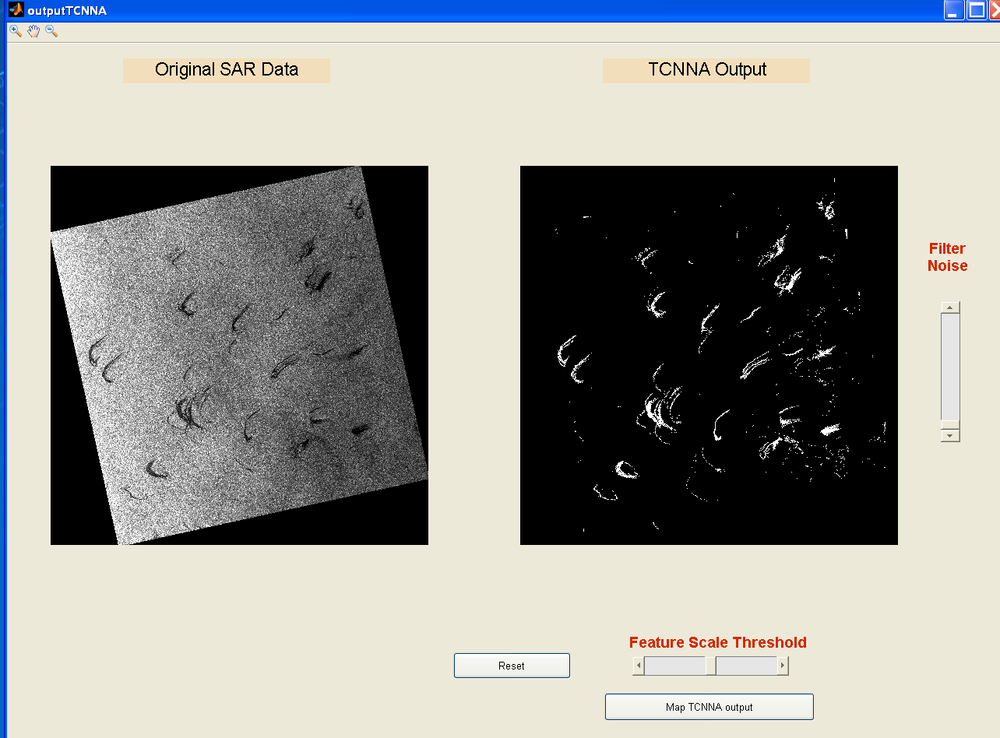 outputTCNNA
Original SAR Data
TCNNA Output
Filter
Noise
Feature Scale Threshold
Reset
Map TCNNA output